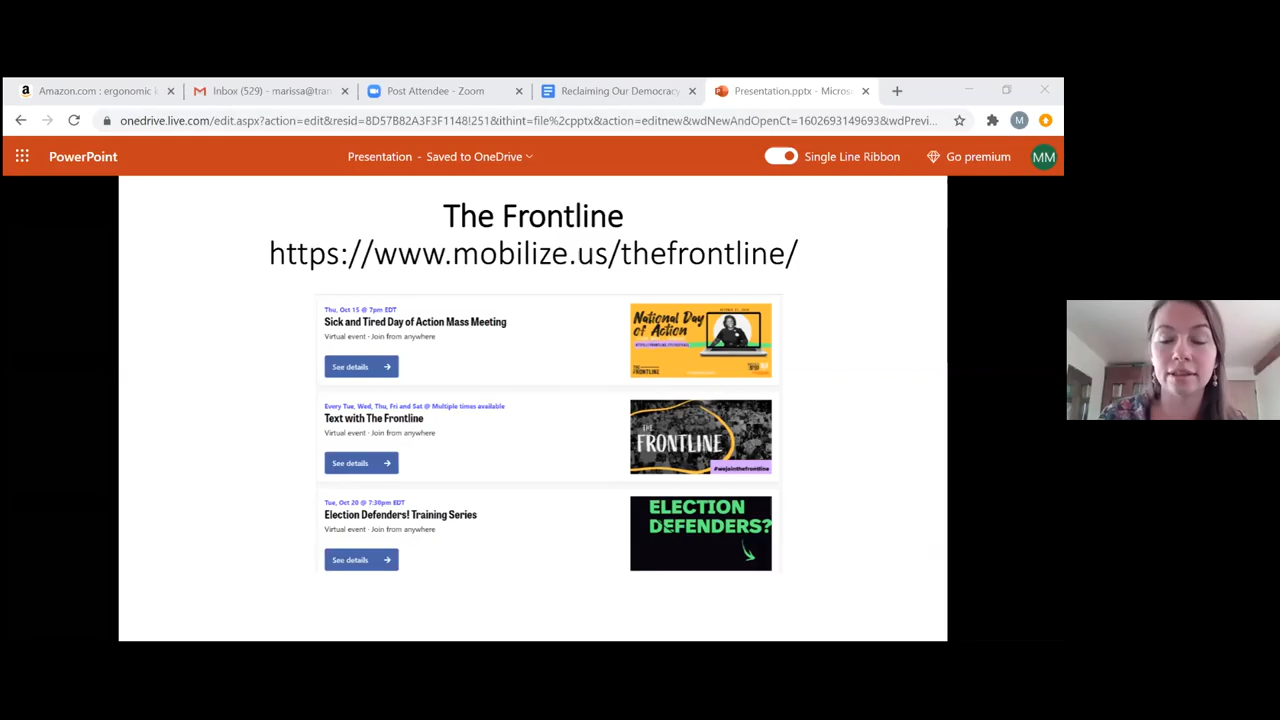 Amazon.com : ergonomic k
Inbox (529) - marissa@tran
Post Attendee - Zoom
Reclaiming Our Democracy
Presentation.pptx - Micros
onedrive.live.com/edit.aspx?action=edit&resid=8D57B82A3F3F1148!251&ithint=file%2cpptx&action=editnew&wdNewAndOpenCt=1602693149693&wdPrevi...
M
PowerPoint
Presentation - Saved to OneDrive
Single Line Ribbon
Go premium
MM
The Frontline
https://www.mobilize.us/thefrontline/
Thu, Oct 15 @ 7pm EDT
Sick and Tired Day of Action Mass Meeting
Virtual event · Join from anywhere
See details
National Day
of Action
THE
FRONTLINE
Every Tue, Wed, Thu, Fri and Sat @ Multiple times available
Text with The Frontline
Virtual event · Join from anywhere
See details
THE
FRONTLINE
#wejointhefrontline
Tue, Oct 20 @ 7:30pm EDT
Election Defenders! Training Series
Virtual event · Join from anywhere
See details
ELECTION
DEFENDERS?